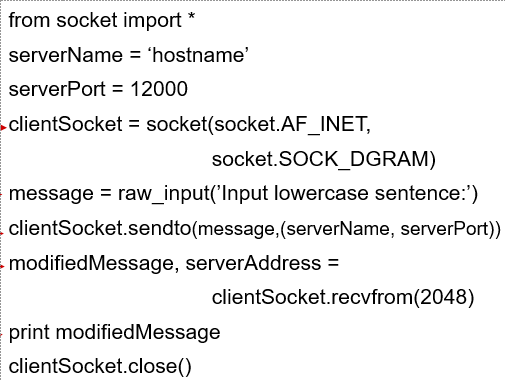 from socket import *
serverName = ‘hostname’
serverPort = 12000
clientSocket = socket(socket.AF_INET,
socket.SOCK_DGRAM)
message = raw_input(’Input lowercase sentence:’)
clientSocket.sendto(message,(serverName, serverPort))
modifiedMessage, serverAddress =
clientSocket.recvfrom(2048)
print modifiedMessage
clientSocket.close()